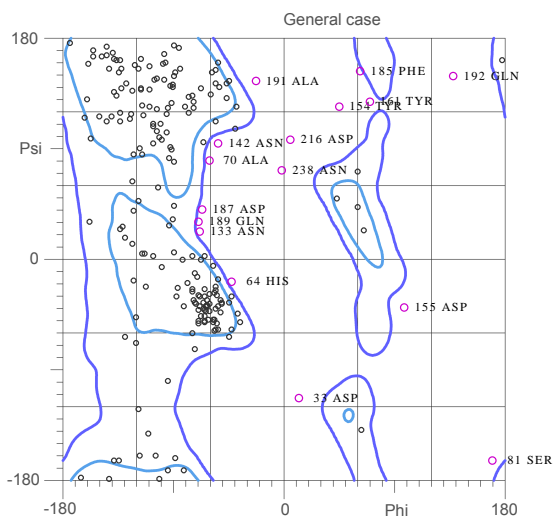 General case
180
185 PHE
192 GLN
191 ALA
161 TYR
154 TYR
142 ASN
216 ASP
Psi
70 ALA
238 ASN
187 ASP
189 GLN
133 ASN
0
64 HIS
155 ASP
33 ASP
81 SER
-180
-180
0
Phi
180